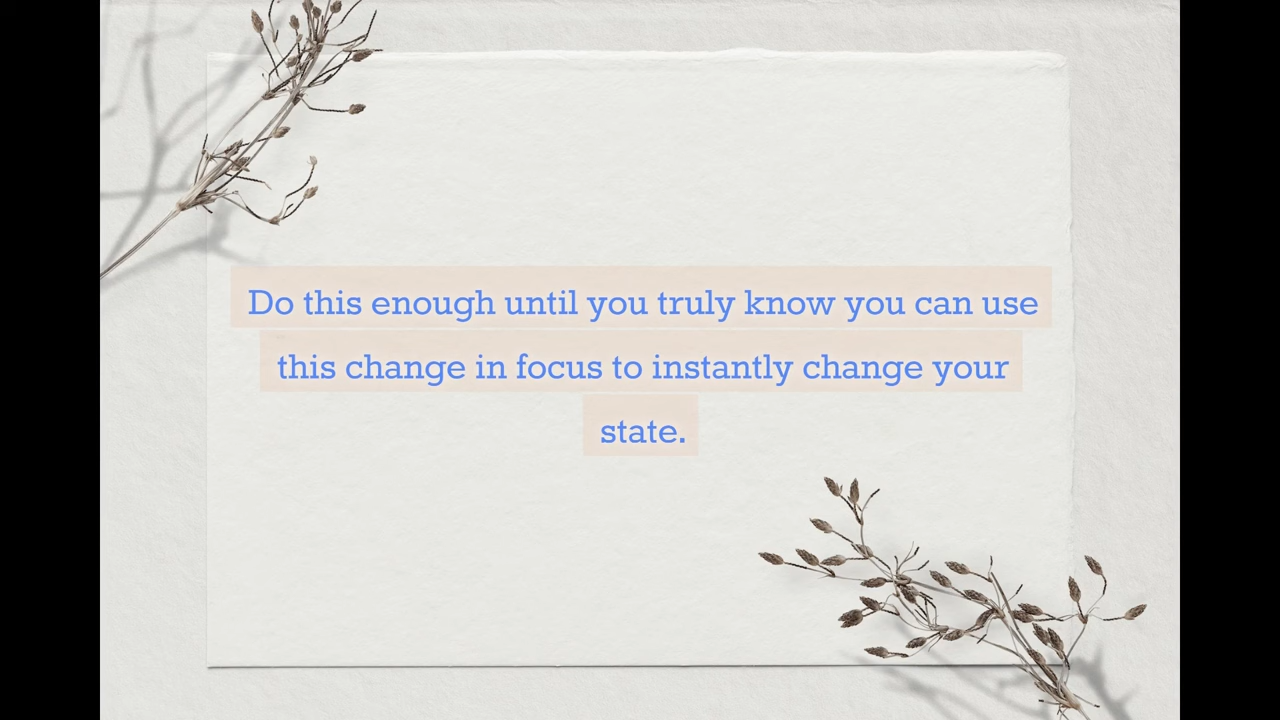 Do this enough until you truly know you can use
this change in focus to instantly change your
state.